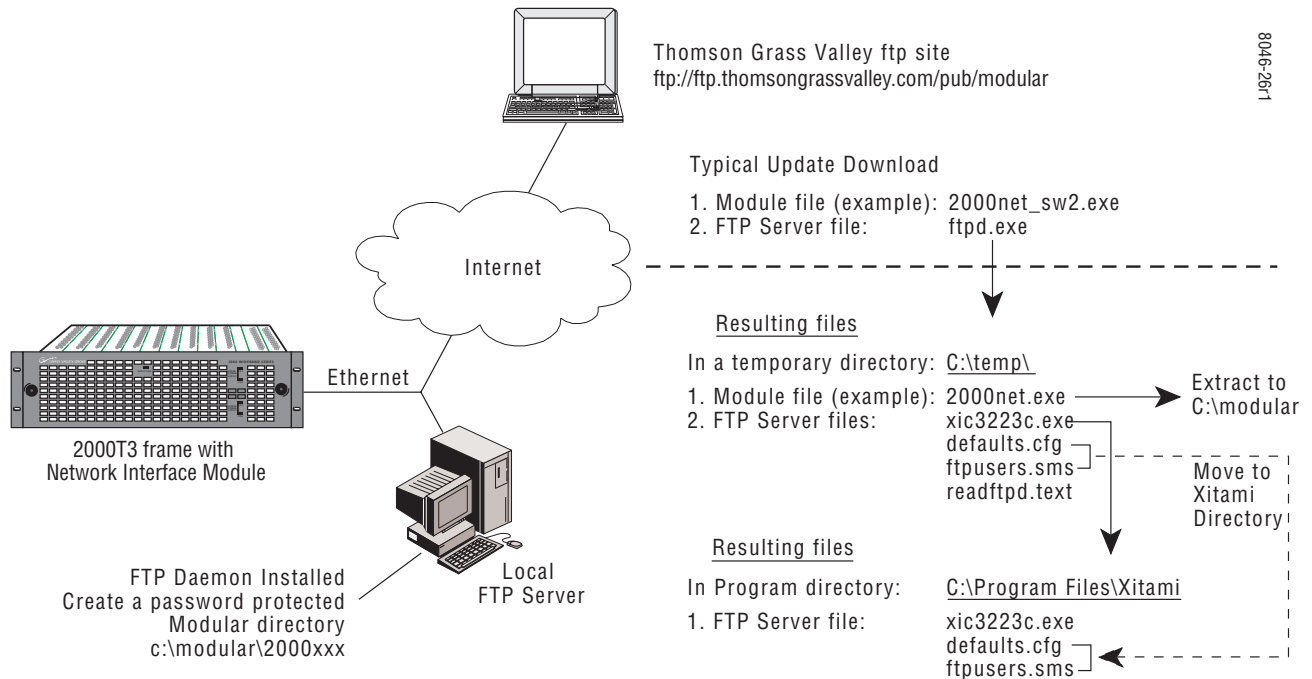 Thomson Grass Valley ftp site
ftp://ftp.thomsongrassvalley.com/pub/modular
8046-26r1
Typical Update Download
1. Module file (example): 2000net_sw2.exe
2. FTP Server file: ftpd.exe
Internet
Resulting files
In a temporary directory: C:\temp\
1. Module file (example): 2000net.exe
Extract to
C:\modular
2. FTP Server files: xic3223c.exe
defaults.cfg
ftpusers.sms
readftpd.text
Move to
Xitami
Directory
Ethernet
2000T3 frame with
Network Interface Module
Local
FTP Server
FTP Daemon Installed
Create a password protected
Modular directory
c:\modular\2000xxx
Resulting files
In Program directory: C:\Program Files\Xitami
1. FTP Server file: xic3223c.exe
defaults.cfg
ftpusers.sms